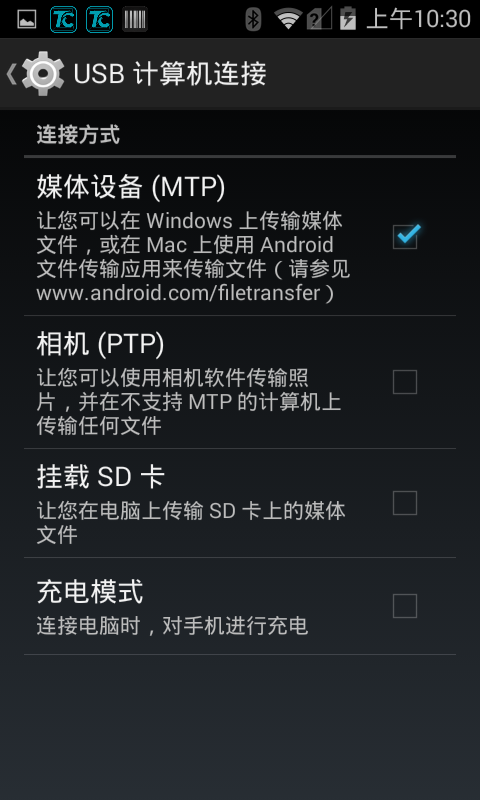 TC TC ? 上午10:30
USB 计算机连接
连接方式
媒体设备 (MTP)
让您可以在 Windows 上传输媒体
文件，或在 Mac 上使用 Android
文件传输应用来传输文件（请参见
www.android.com/filetransfer）
相机 (PTP)
让您可以使用相机软件传输照
片，并在不支持 MTP 的计算机上
传输任何文件
挂载 SD 卡
让您在电脑上传输 SD 卡上的媒体
文件
充电模式
连接电脑时，对手机进行充电